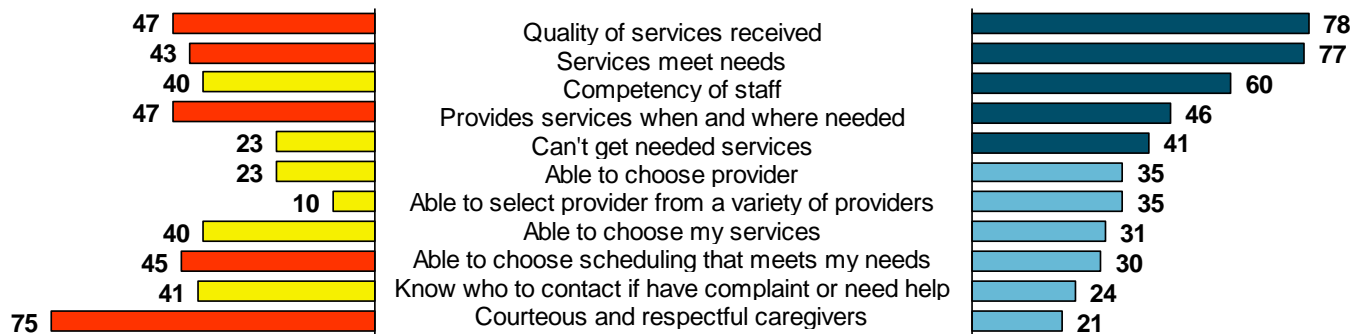 47 Quality of services received 78
43 Services meet needs 77
40 Competency of staff 60
47 Provides services when and where needed 46
23 Can't get needed services 41
23 Able to choose provider 35
10 Able to select provider from a variety of providers 35
40 Able to choose my services 31
45 Able to choose scheduling that meets my needs 30
41 Know who to contact if have complaint or need help 24
75 Courteous and respectful caregivers 21